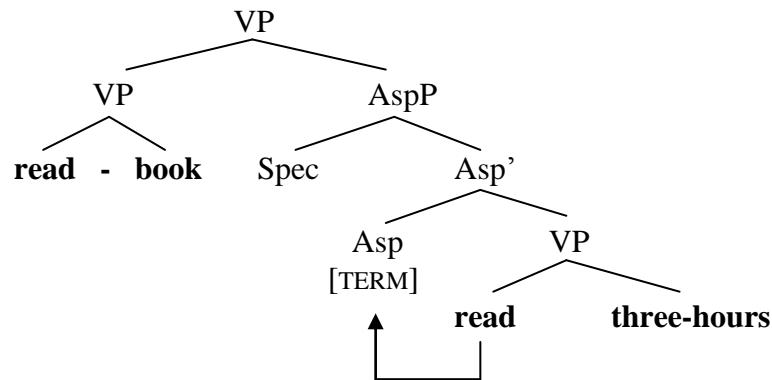 VP
VP AspP
read - book Spec Asp’
Asp VP
[TERM] read three-hours